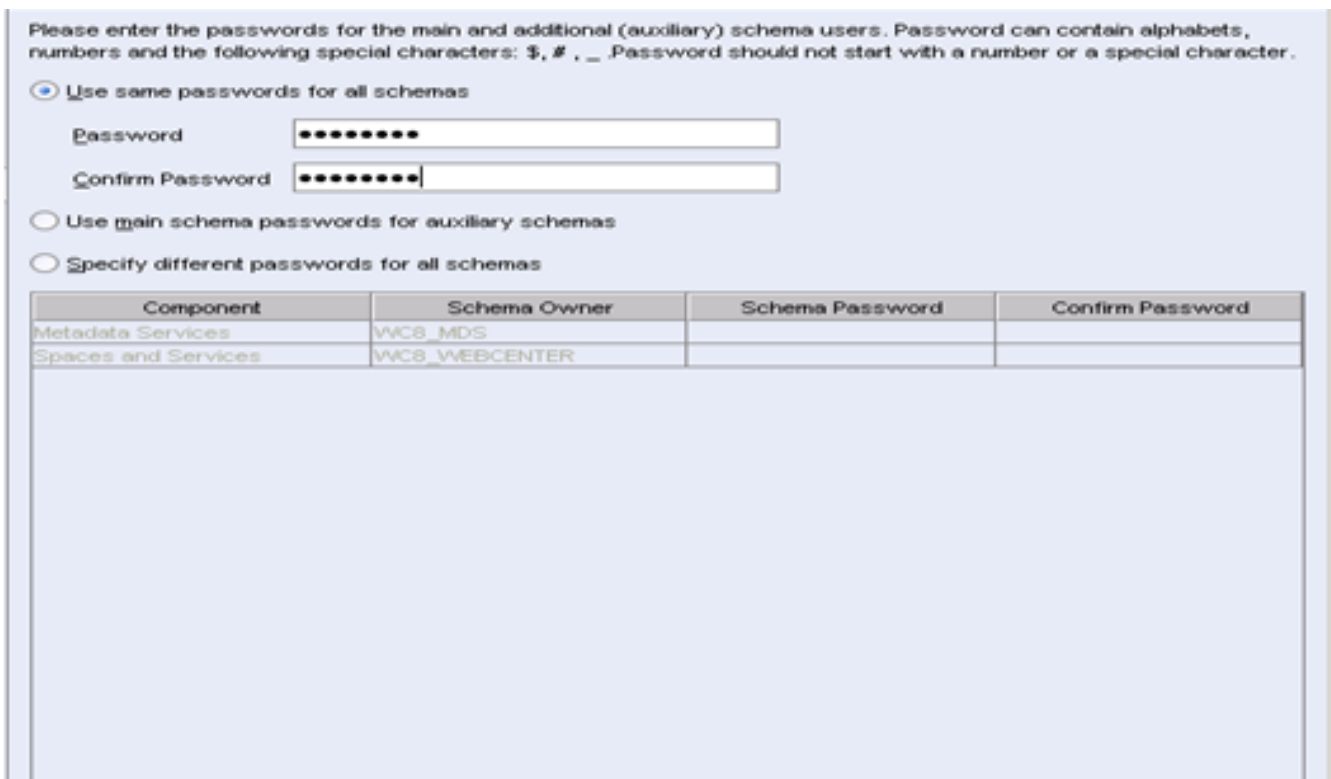 Please enter the passwords for the main and additional (auxiliary) schema users. Password can contain alphabets,
numbers and the following special characters: $, # , _ .Password should not start with a number or a special character.
Use same passwords for all schemas
Password ••••••••
Confirm Password ••••••••
Use main schema passwords for auxiliary schemas
Specify different passwords for all schemas
Component Schema Owner Schema Password Confirm Password
Metadata Services WC8_MDS
Spaces and Services WC8_WEBCENTER